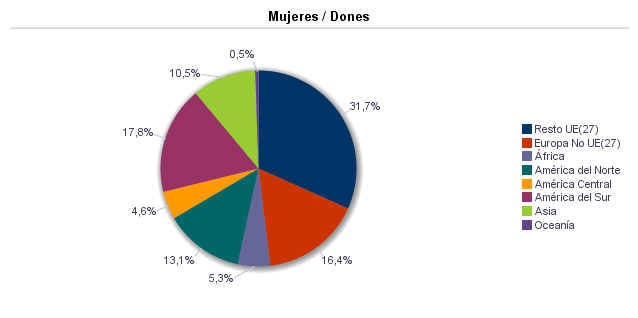 Mujeres / Dones
0,5%
10,5%
31,7%
17,8%
4,6%
13,1%
5,3%
16,4%
Resto UE(27)
Europa No UE(27)
África
América del Norte
América Central
América del Sur
Asia
Oceanía